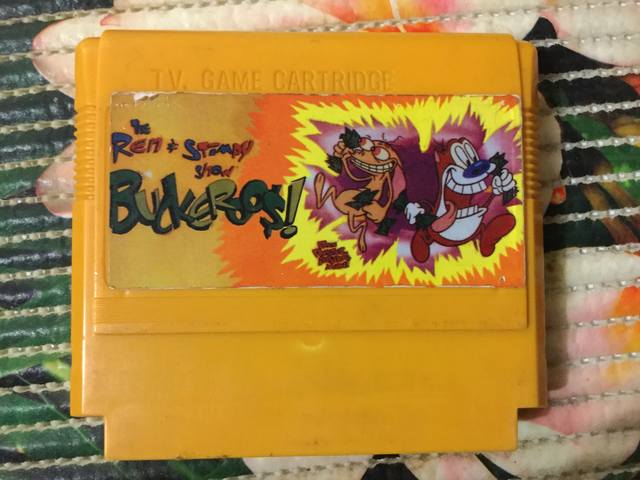 T.V. GAME CARTRIDGE
THE
REN & STIMPY
SHOW
BUCKEROO$!